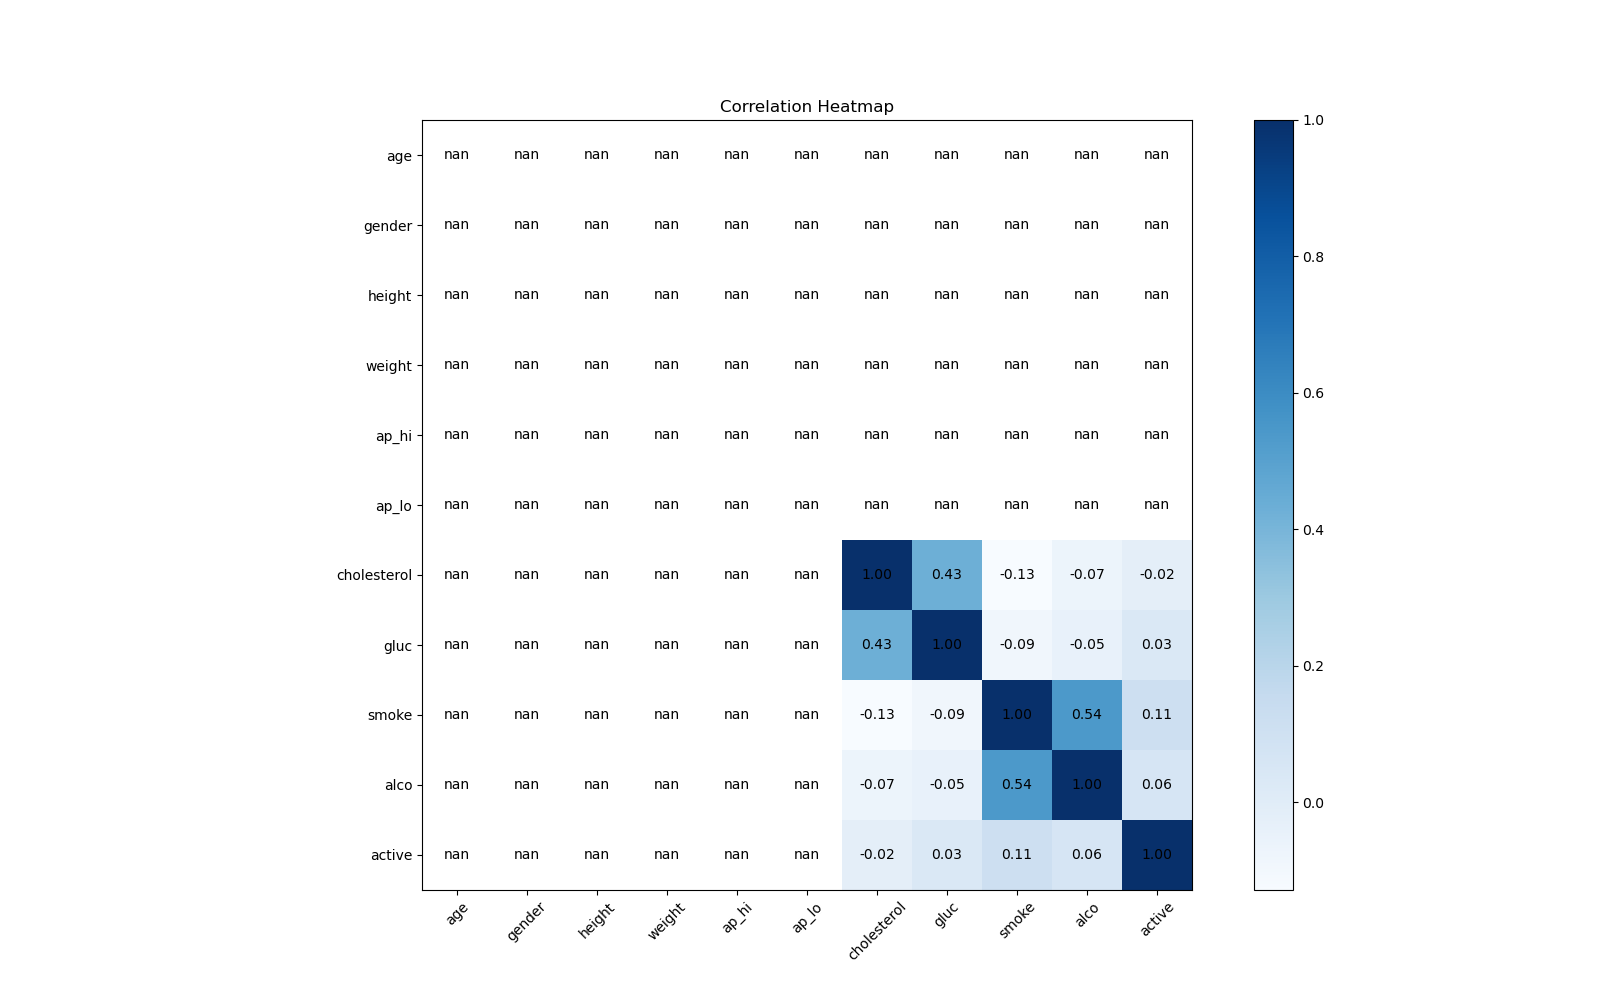 Correlation Heatmap
age nan nan nan nan nan nan nan nan nan nan nan
gender nan nan nan nan nan nan nan nan nan nan nan
height nan nan nan nan nan nan nan nan nan nan nan
weight nan nan nan nan nan nan nan nan nan nan nan
ap_hi nan nan nan nan nan nan nan nan nan nan nan
ap_lo nan nan nan nan nan nan nan nan nan nan nan
cholesterol nan nan nan nan nan nan 1.00 0.43 -0.13 -0.07 -0.02
gluc nan nan nan nan nan nan 0.43 1.00 -0.09 -0.05 0.03
smoke nan nan nan nan nan nan -0.13 -0.09 1.00 0.54 0.11
alco nan nan nan nan nan nan -0.07 -0.05 0.54 1.00 0.06
active nan nan nan nan nan nan -0.02 0.03 0.11 0.06 1.00
age gender height weight ap_hi ap_lo cholesterol gluc smoke alco active
1.0
0.8
0.6
0.4
0.2
0.0